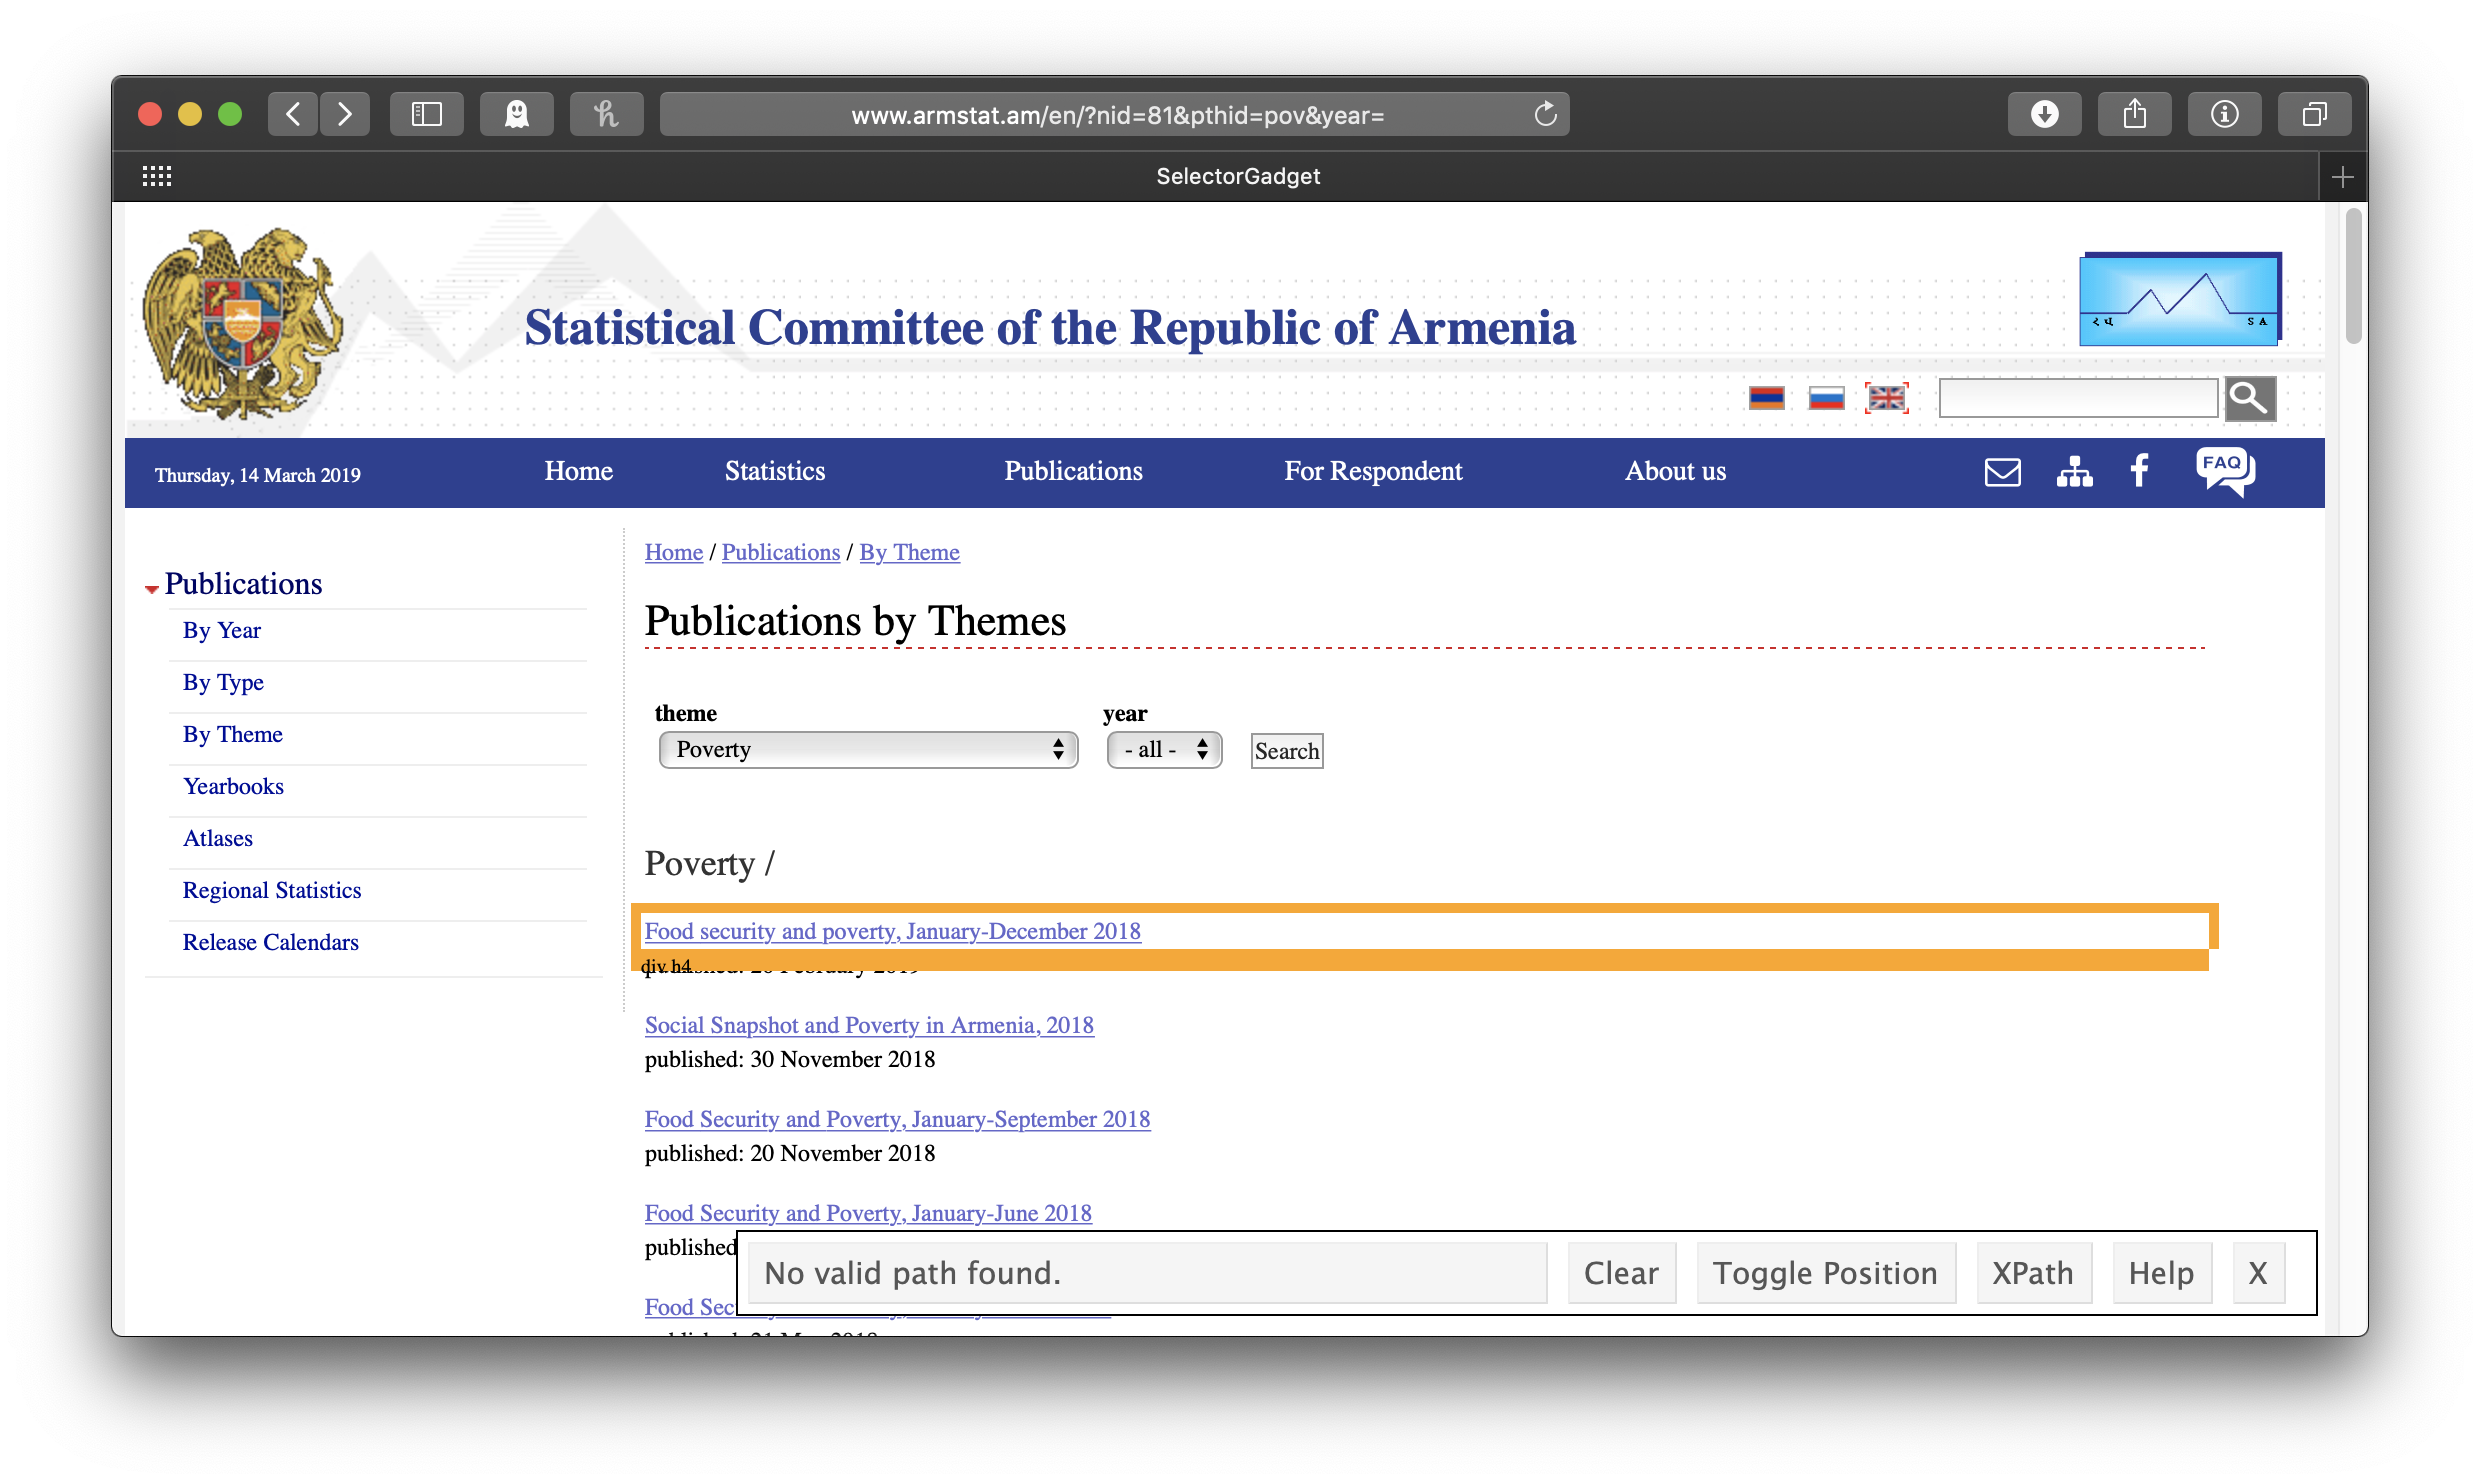 www.armstat.am/en/?nid=81&pthid=pov&year=
SelectorGadget
Statistical Committee of the Republic of Armenia
ՀՎ SA
Thursday, 14 March 2019 Home Statistics Publications For Respondent About us FAQ
Home / Publications / By Theme
Publications
By Year
By Type
By Theme
Yearbooks
Atlases
Regional Statistics
Release Calendars
Publications by Themes
theme year
Poverty - all - Search
Poverty /
Food security and poverty, January-December 2018
div h4
Social Snapshot and Poverty in Armenia, 2018
published: 30 November 2018
Food Security and Poverty, January-September 2018
published: 20 November 2018
Food Security and Poverty, January-June 2018
published
Food
No valid path found. Clear Toggle Position XPath Help X